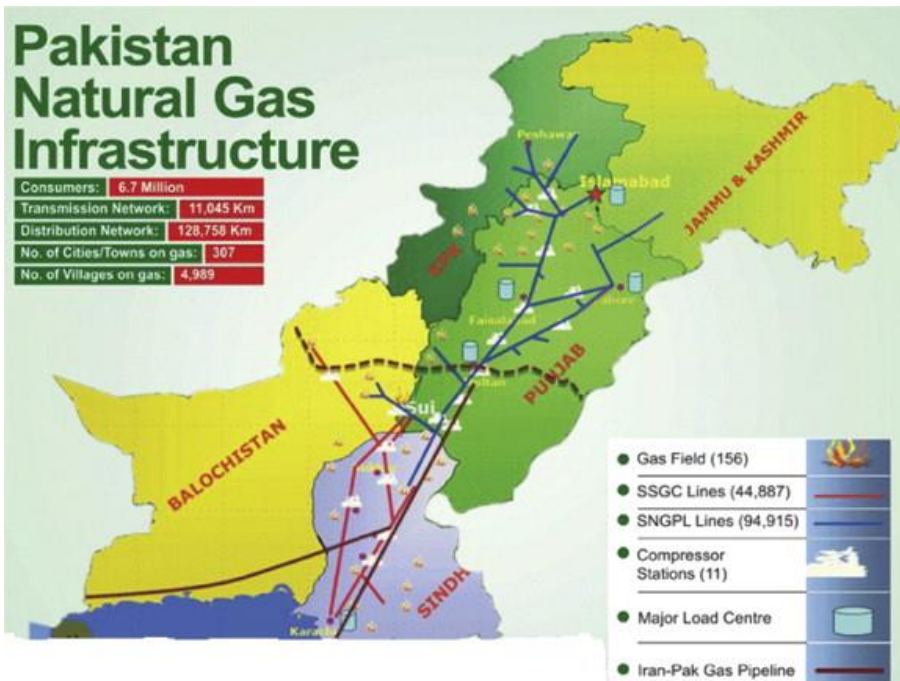 Pakistan
Natural Gas
Infrastructure
Consumers: 6.7 Million
Transmission Network: 11,045 Km
Distribution Network: 128,758 Km
No. of Cities/Towns on gas: 307
No. of Villages on gas: 4,989
Peshawa
Islamabad
JAMMU & KASHMIR
KPK
Faisalabad
PUNJAB
Sui
BALOCHISTAN
SINDH
Karachi
Gas Field (156)
SSGC Lines (44,887)
SNGPL Lines (94,915)
Compressor
Stations (11)
Major Load Centre
Iran-Pak Gas Pipeline